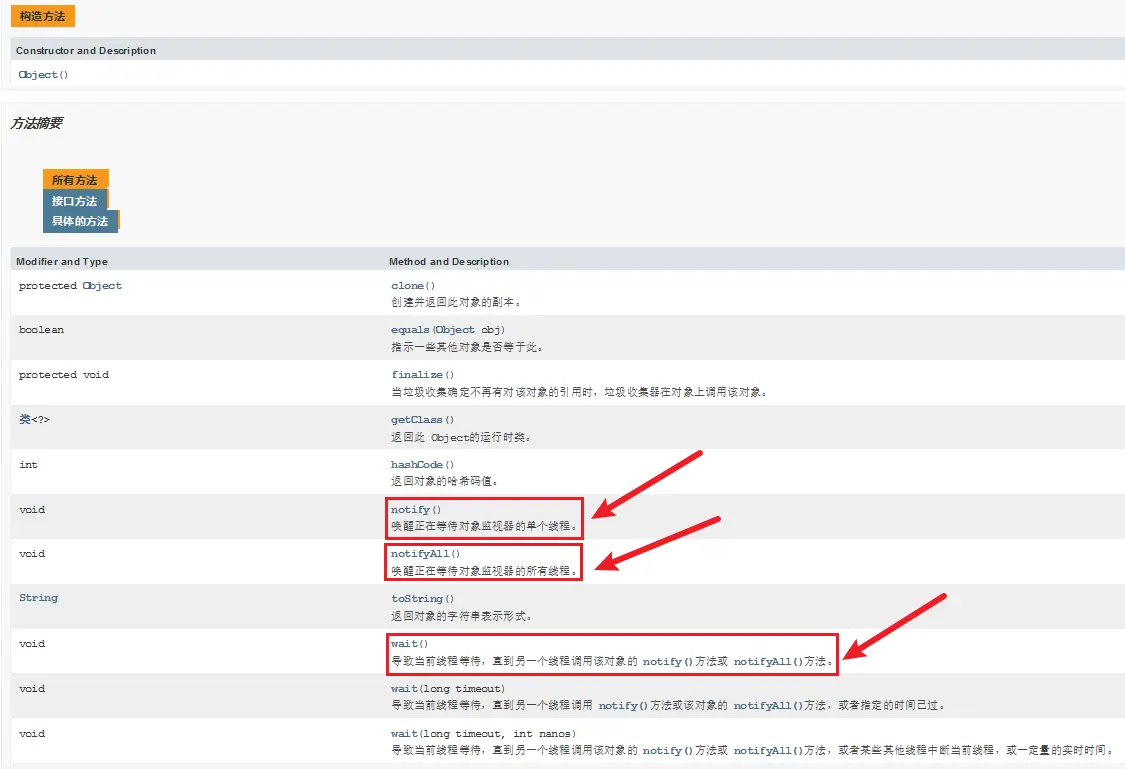 构造方法
Constructor and Description
Object()
方法摘要
所有方法
接口方法
具体的方法
Modifier and Type Method and Description
protected Object clone()
创建并返回此对象的副本。
boolean equals(Object obj)
指示一些其他对象是否等于此。
protected void finalize()
当垃圾收集确定不再有对该对象的引用时，垃圾收集器在对象上调用该对象。
类<?> getClass()
返回此 Object的运行时类。
int hashCode()
返回对象的哈希码值。
void notify()
唤醒正在等待对象监视器的单个线程。
void notifyAll()
唤醒正在等待对象监视器的所有线程。
String toString()
返回对象的字符串表示形式。
void wait()
导致当前线程等待，直到另一个线程调用该对象的 notify()方法或 notifyAll()方法。
void wait(long timeout)
导致当前线程等待，直到另一个线程调用 notify()方法或该对象的 notifyAll()方法，或者指定的时间已过。
void wait(long timeout, int nanos)
导致当前线程等待，直到另一个线程调用该对象的 notify()方法或 notifyAll()方法，或者某些其他线程中断当前线程，或一定量的实时时间。